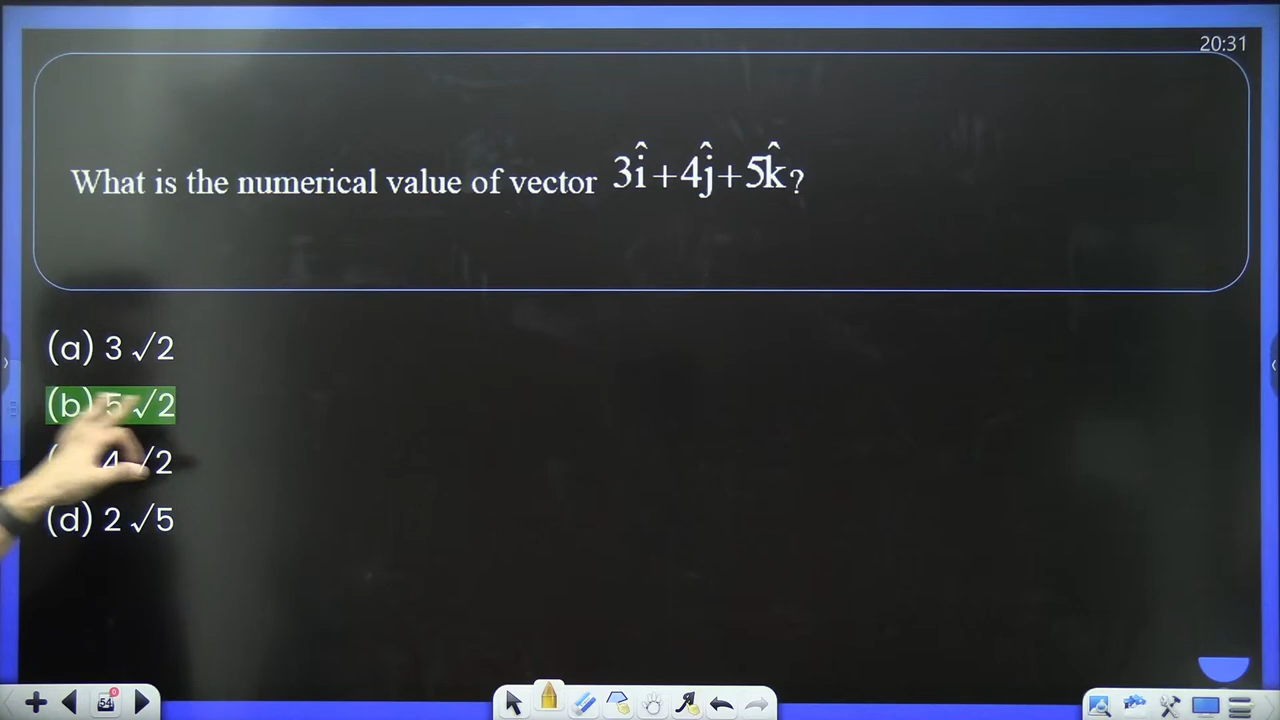 20:31
What is the numerical value of vector 3î+4ĵ+5k̂?
(a) 3 √2
(b) 5 √2
4 √2
(d) 2 √5
54
0